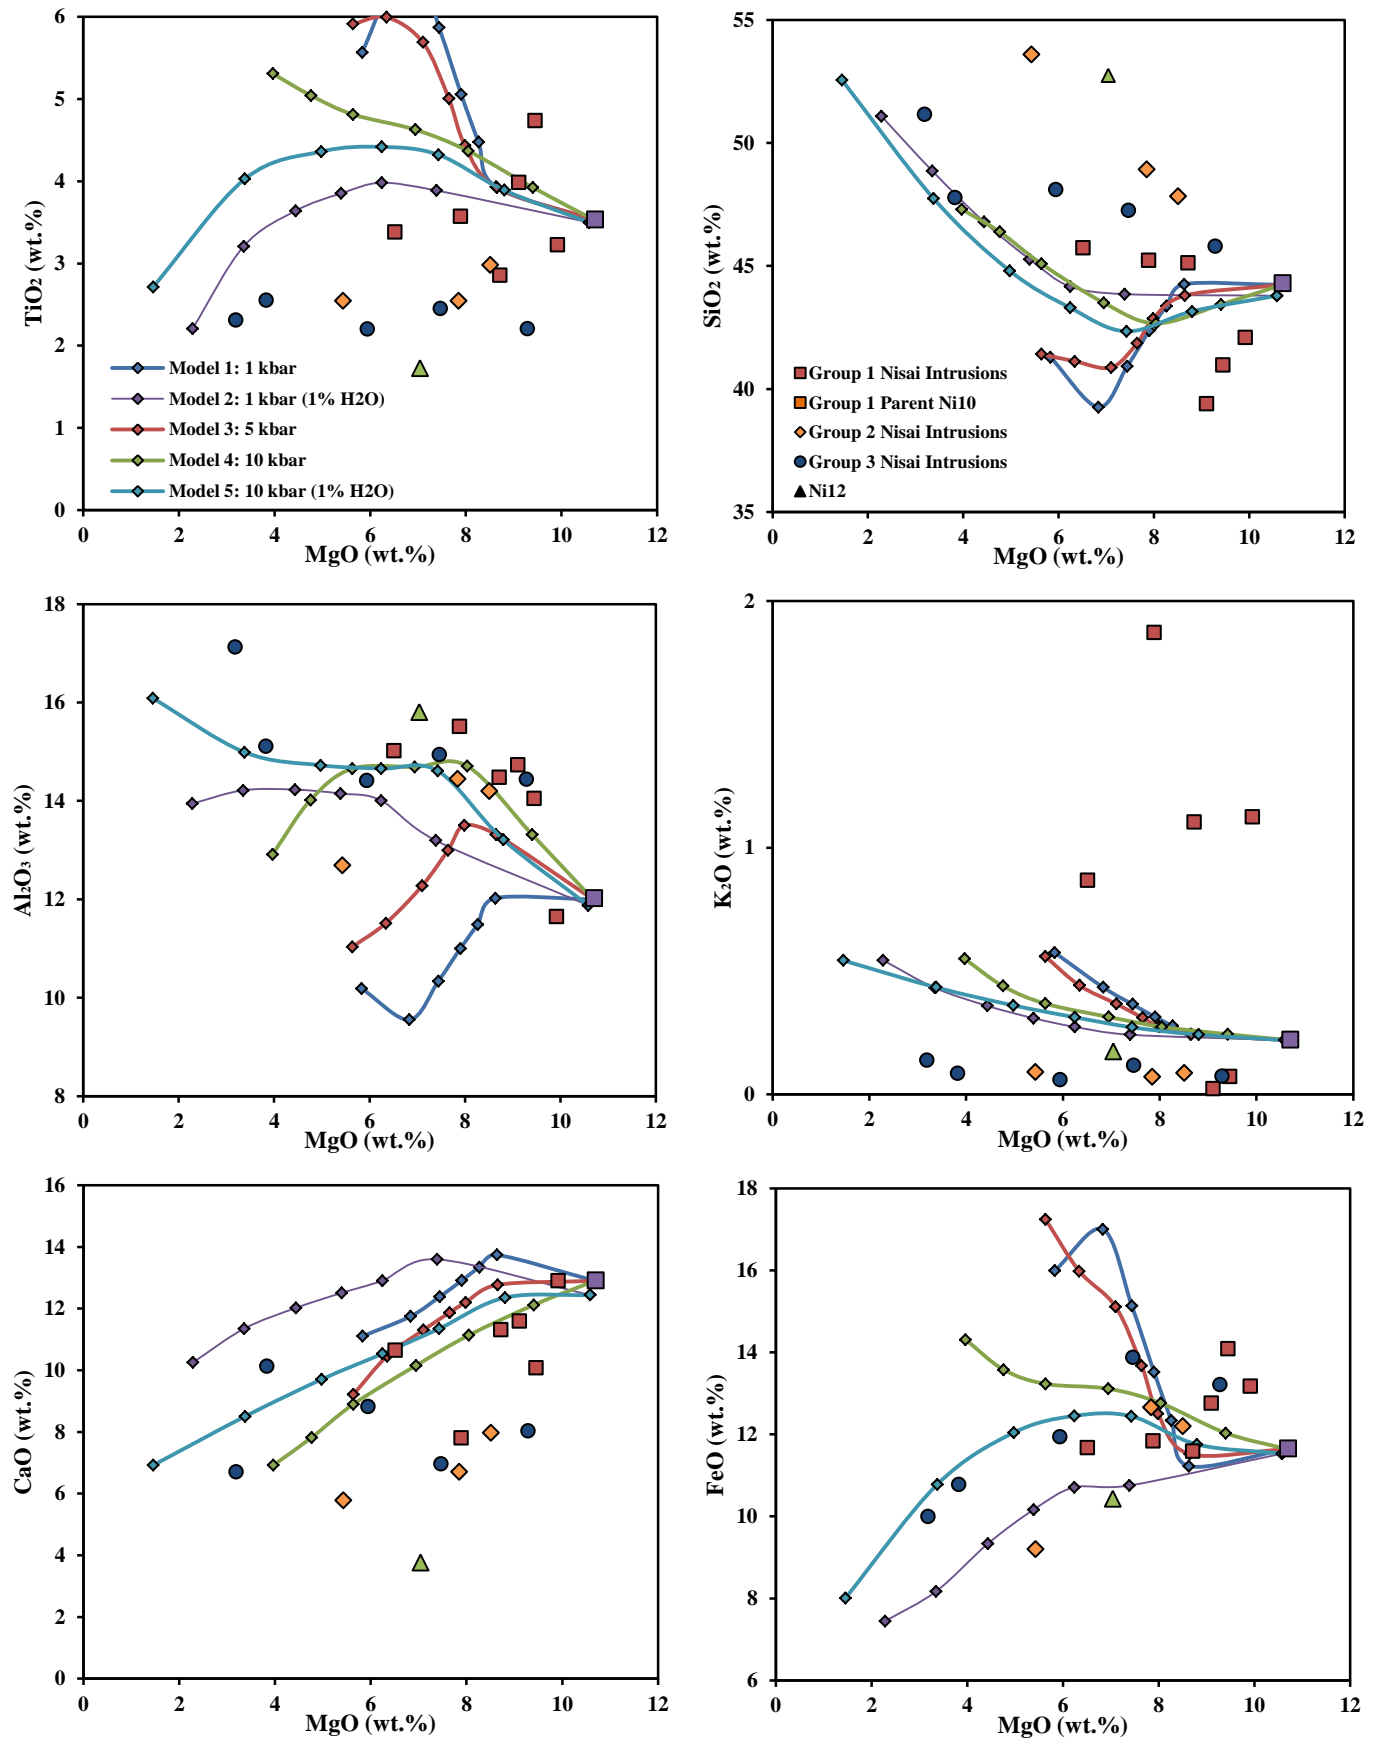 6
5
4
3
2
1
0
TiO₂ (wt.%)
Model 1: 1 kbar
Model 2: 1 kbar (1% H2O)
Model 3: 5 kbar
Model 4: 10 kbar
Model 5: 10 kbar (1% H2O)
0 2 4 6 8 10 12
MgO (wt.%)
55
50
45
40
35
SiO₂ (wt.%)
Group 1 Nisai Intrusions
Group 1 Parent Ni10
Group 2 Nisai Intrusions
Group 3 Nisai Intrusions
Ni12
0 2 4 6 8 10 12
MgO (wt.%)
18
16
14
12
10
8
Al₂O₃ (wt.%)
0 2 4 6 8 10 12
MgO (wt.%)
2
1
0
K₂O (wt.%)
0 2 4 6 8 10 12
MgO (wt.%)
16
14
12
10
8
6
4
2
0
CaO (wt.%)
0 2 4 6 8 10 12
MgO (wt.%)
18
16
14
12
10
8
6
FeO (wt.%)
0 2 4 6 8 10 12
MgO (wt.%)